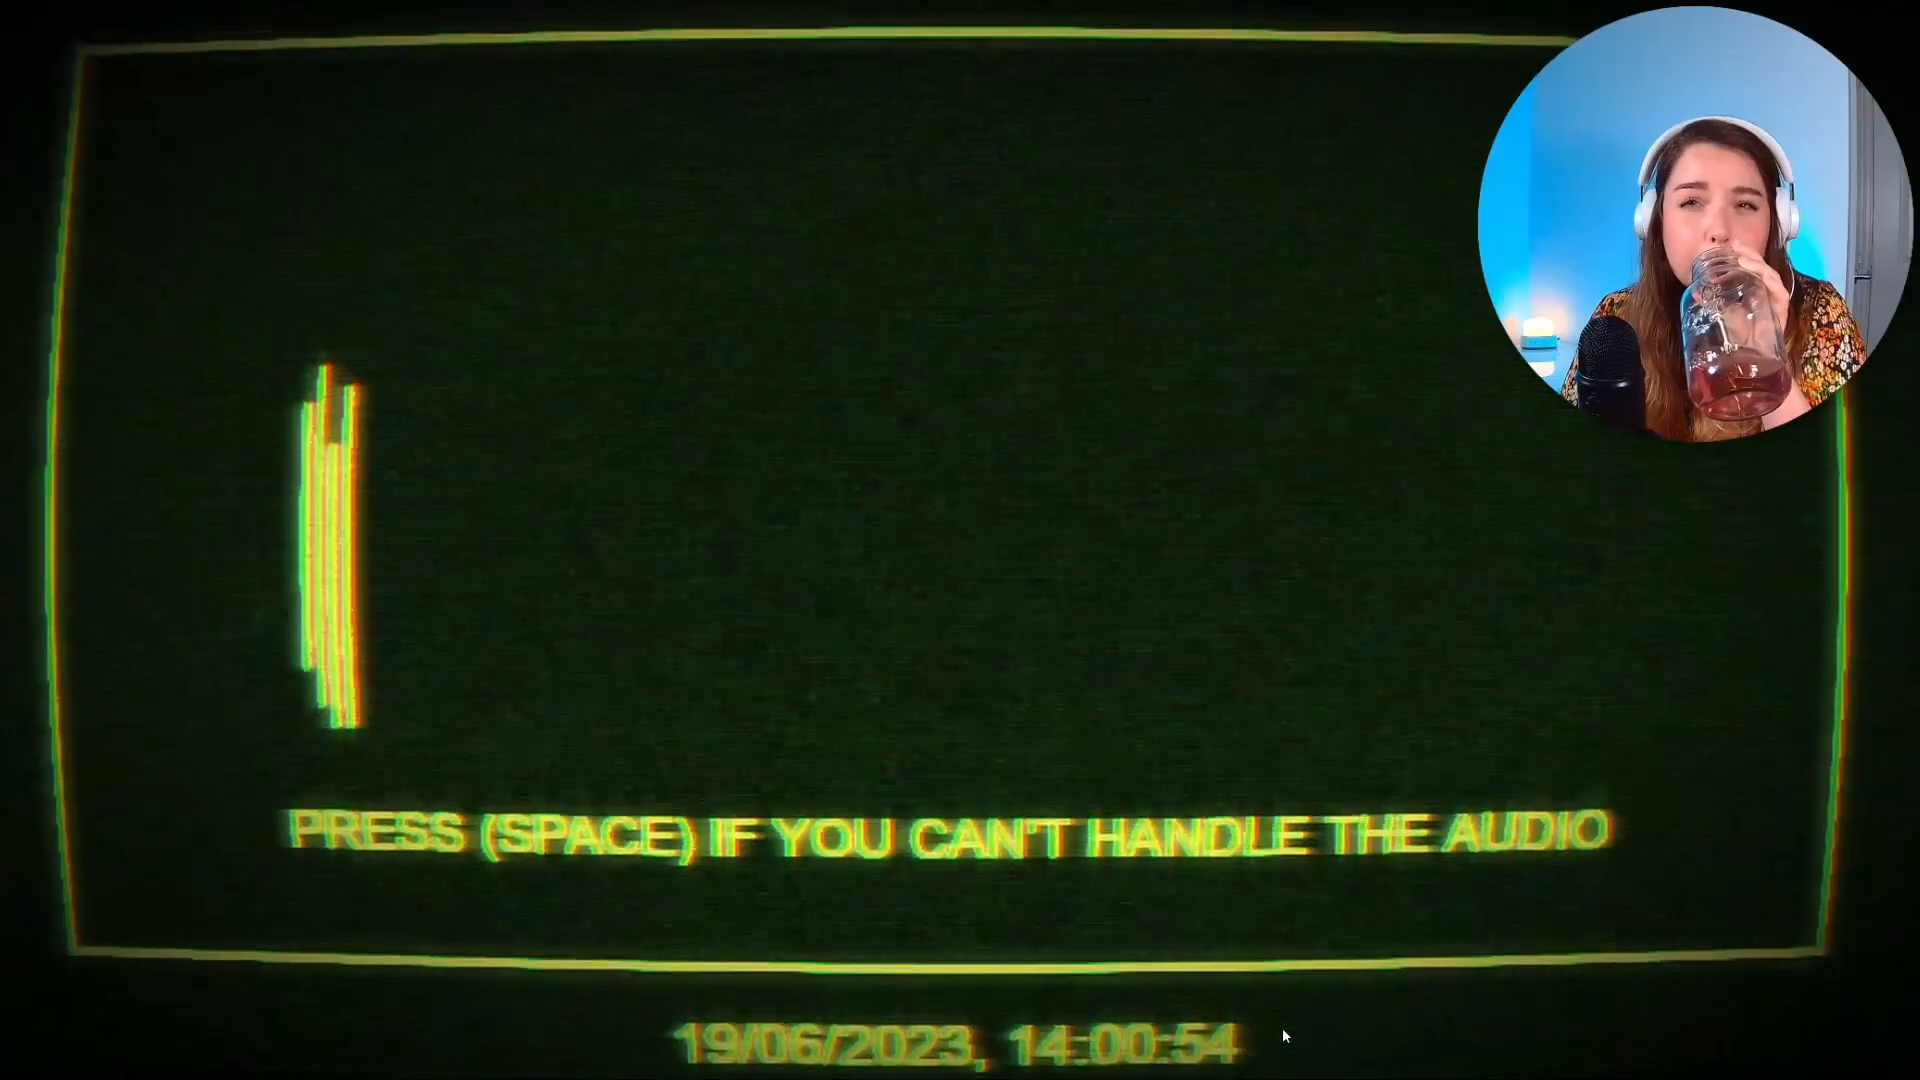 PRESS (SPACE) IF YOU CAN'T HANDLE THE AUDIO
19/06/2023, 14:00:54